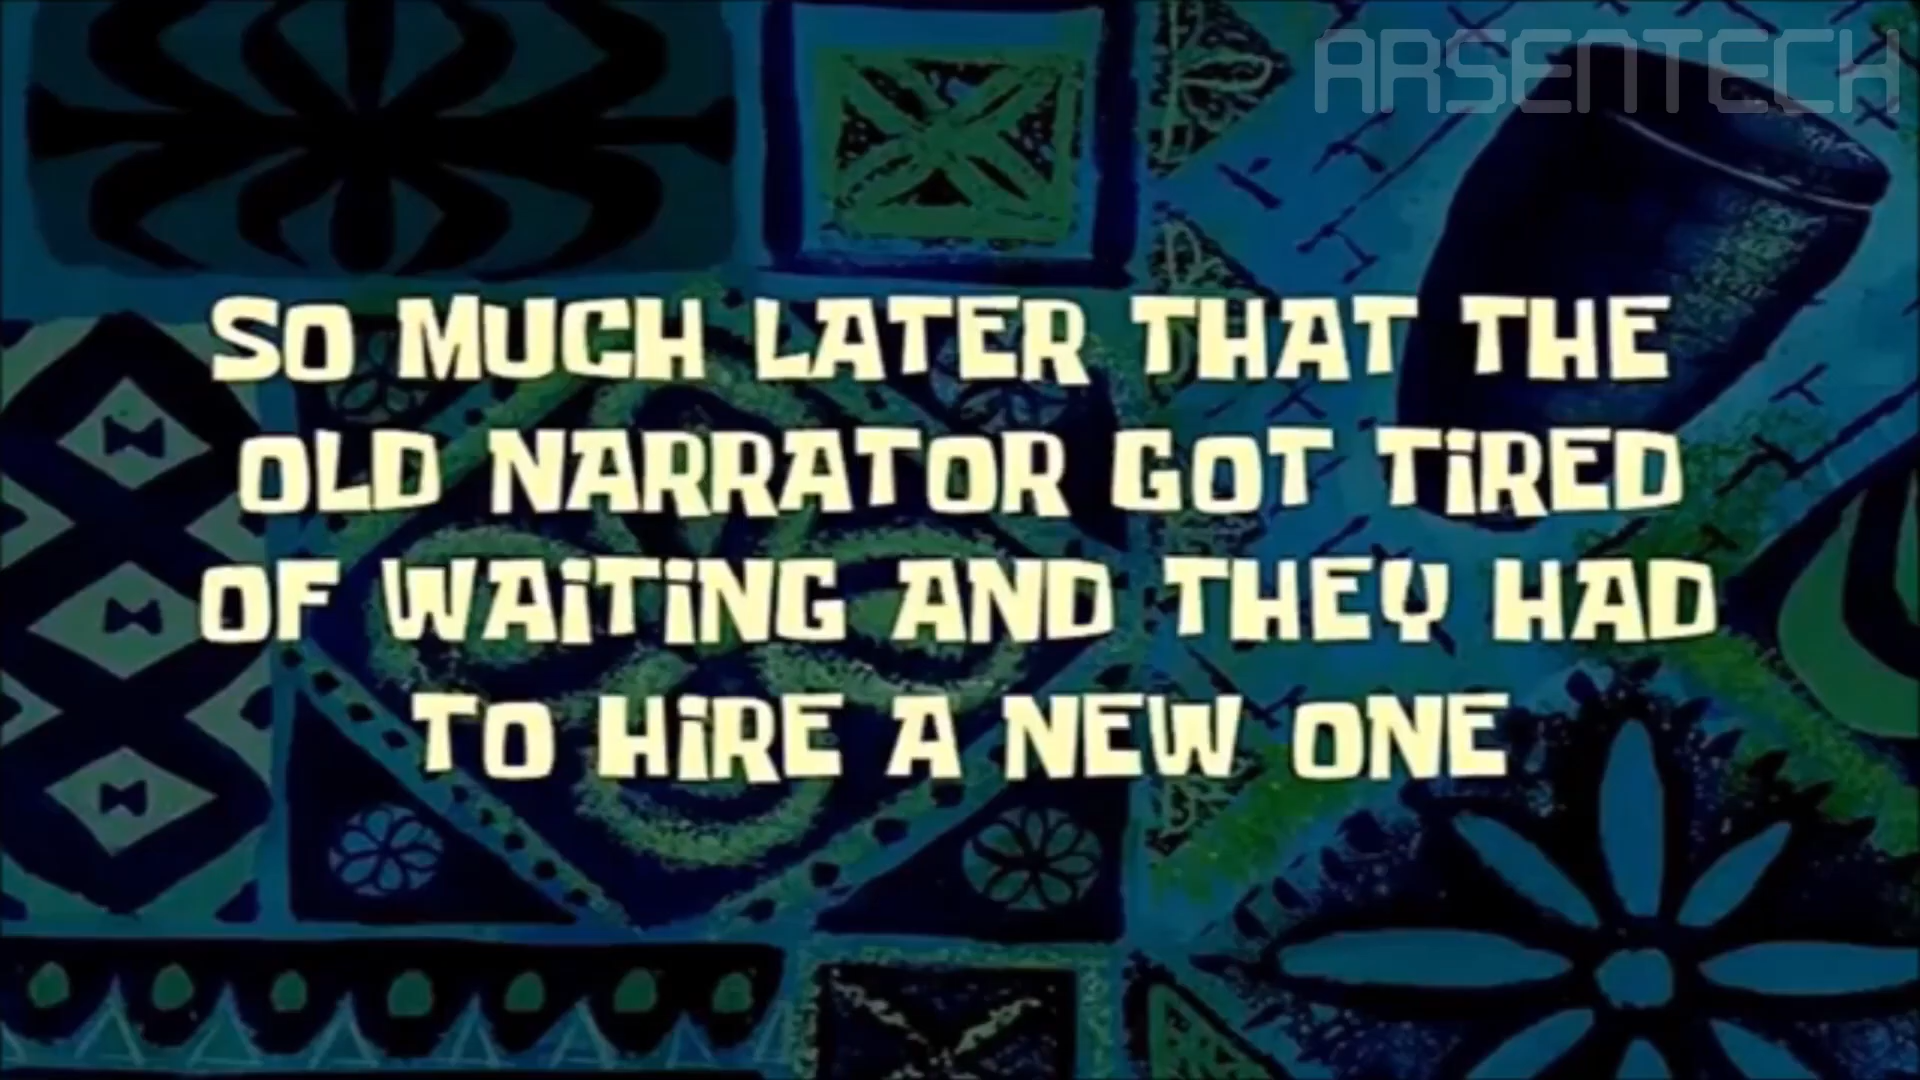 ARSENTECH
SO MUCH LATER THAT THE
OLD NARRATOR GOT TIRED
OF WAITING AND THEY HAD
TO HIRE A NEW ONE